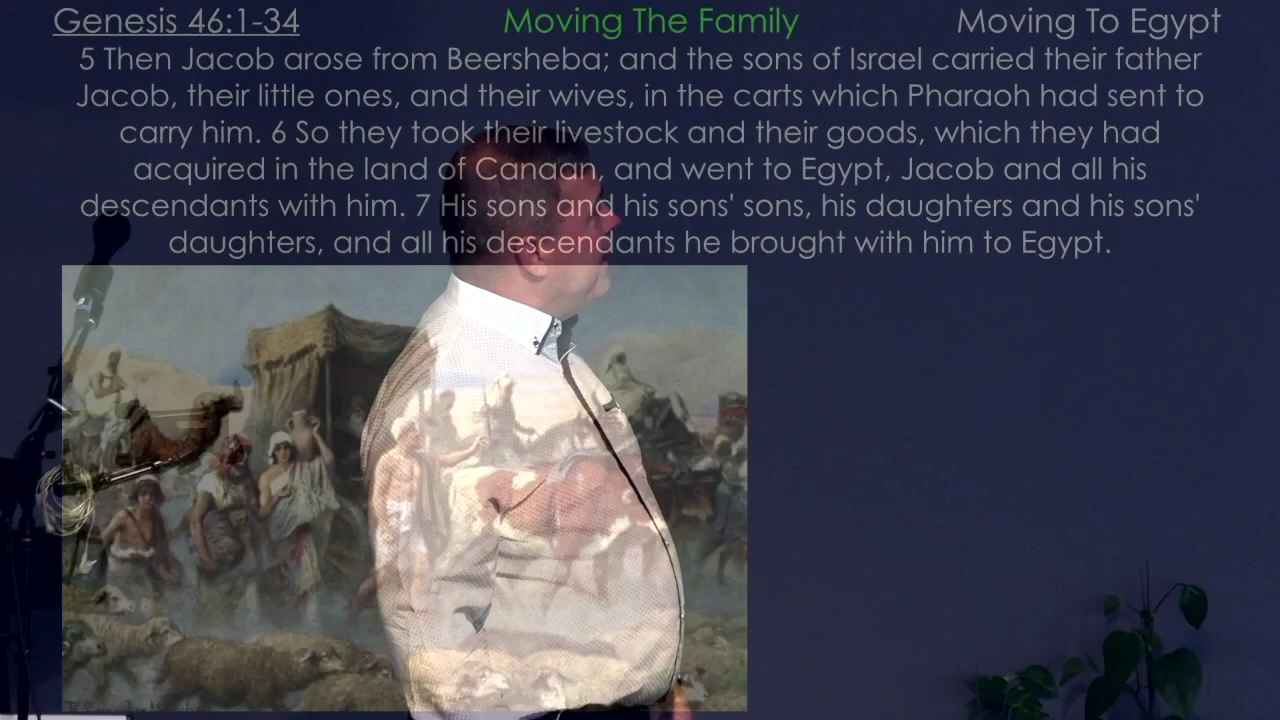 Genesis 46:1-34 Moving The Family Moving To Egypt
5 Then Jacob arose from Beersheba; and the sons of Israel carried their father
Jacob, their little ones, and their wives, in the carts which Pharaoh had sent to
carry him. 6 So they took their livestock and their goods, which they had
acquired in the land of Canaan, and went to Egypt, Jacob and all his
descendants with him. 7 His sons and his sons' sons, his daughters and his sons'
daughters, and all his descendants he brought with him to Egypt.